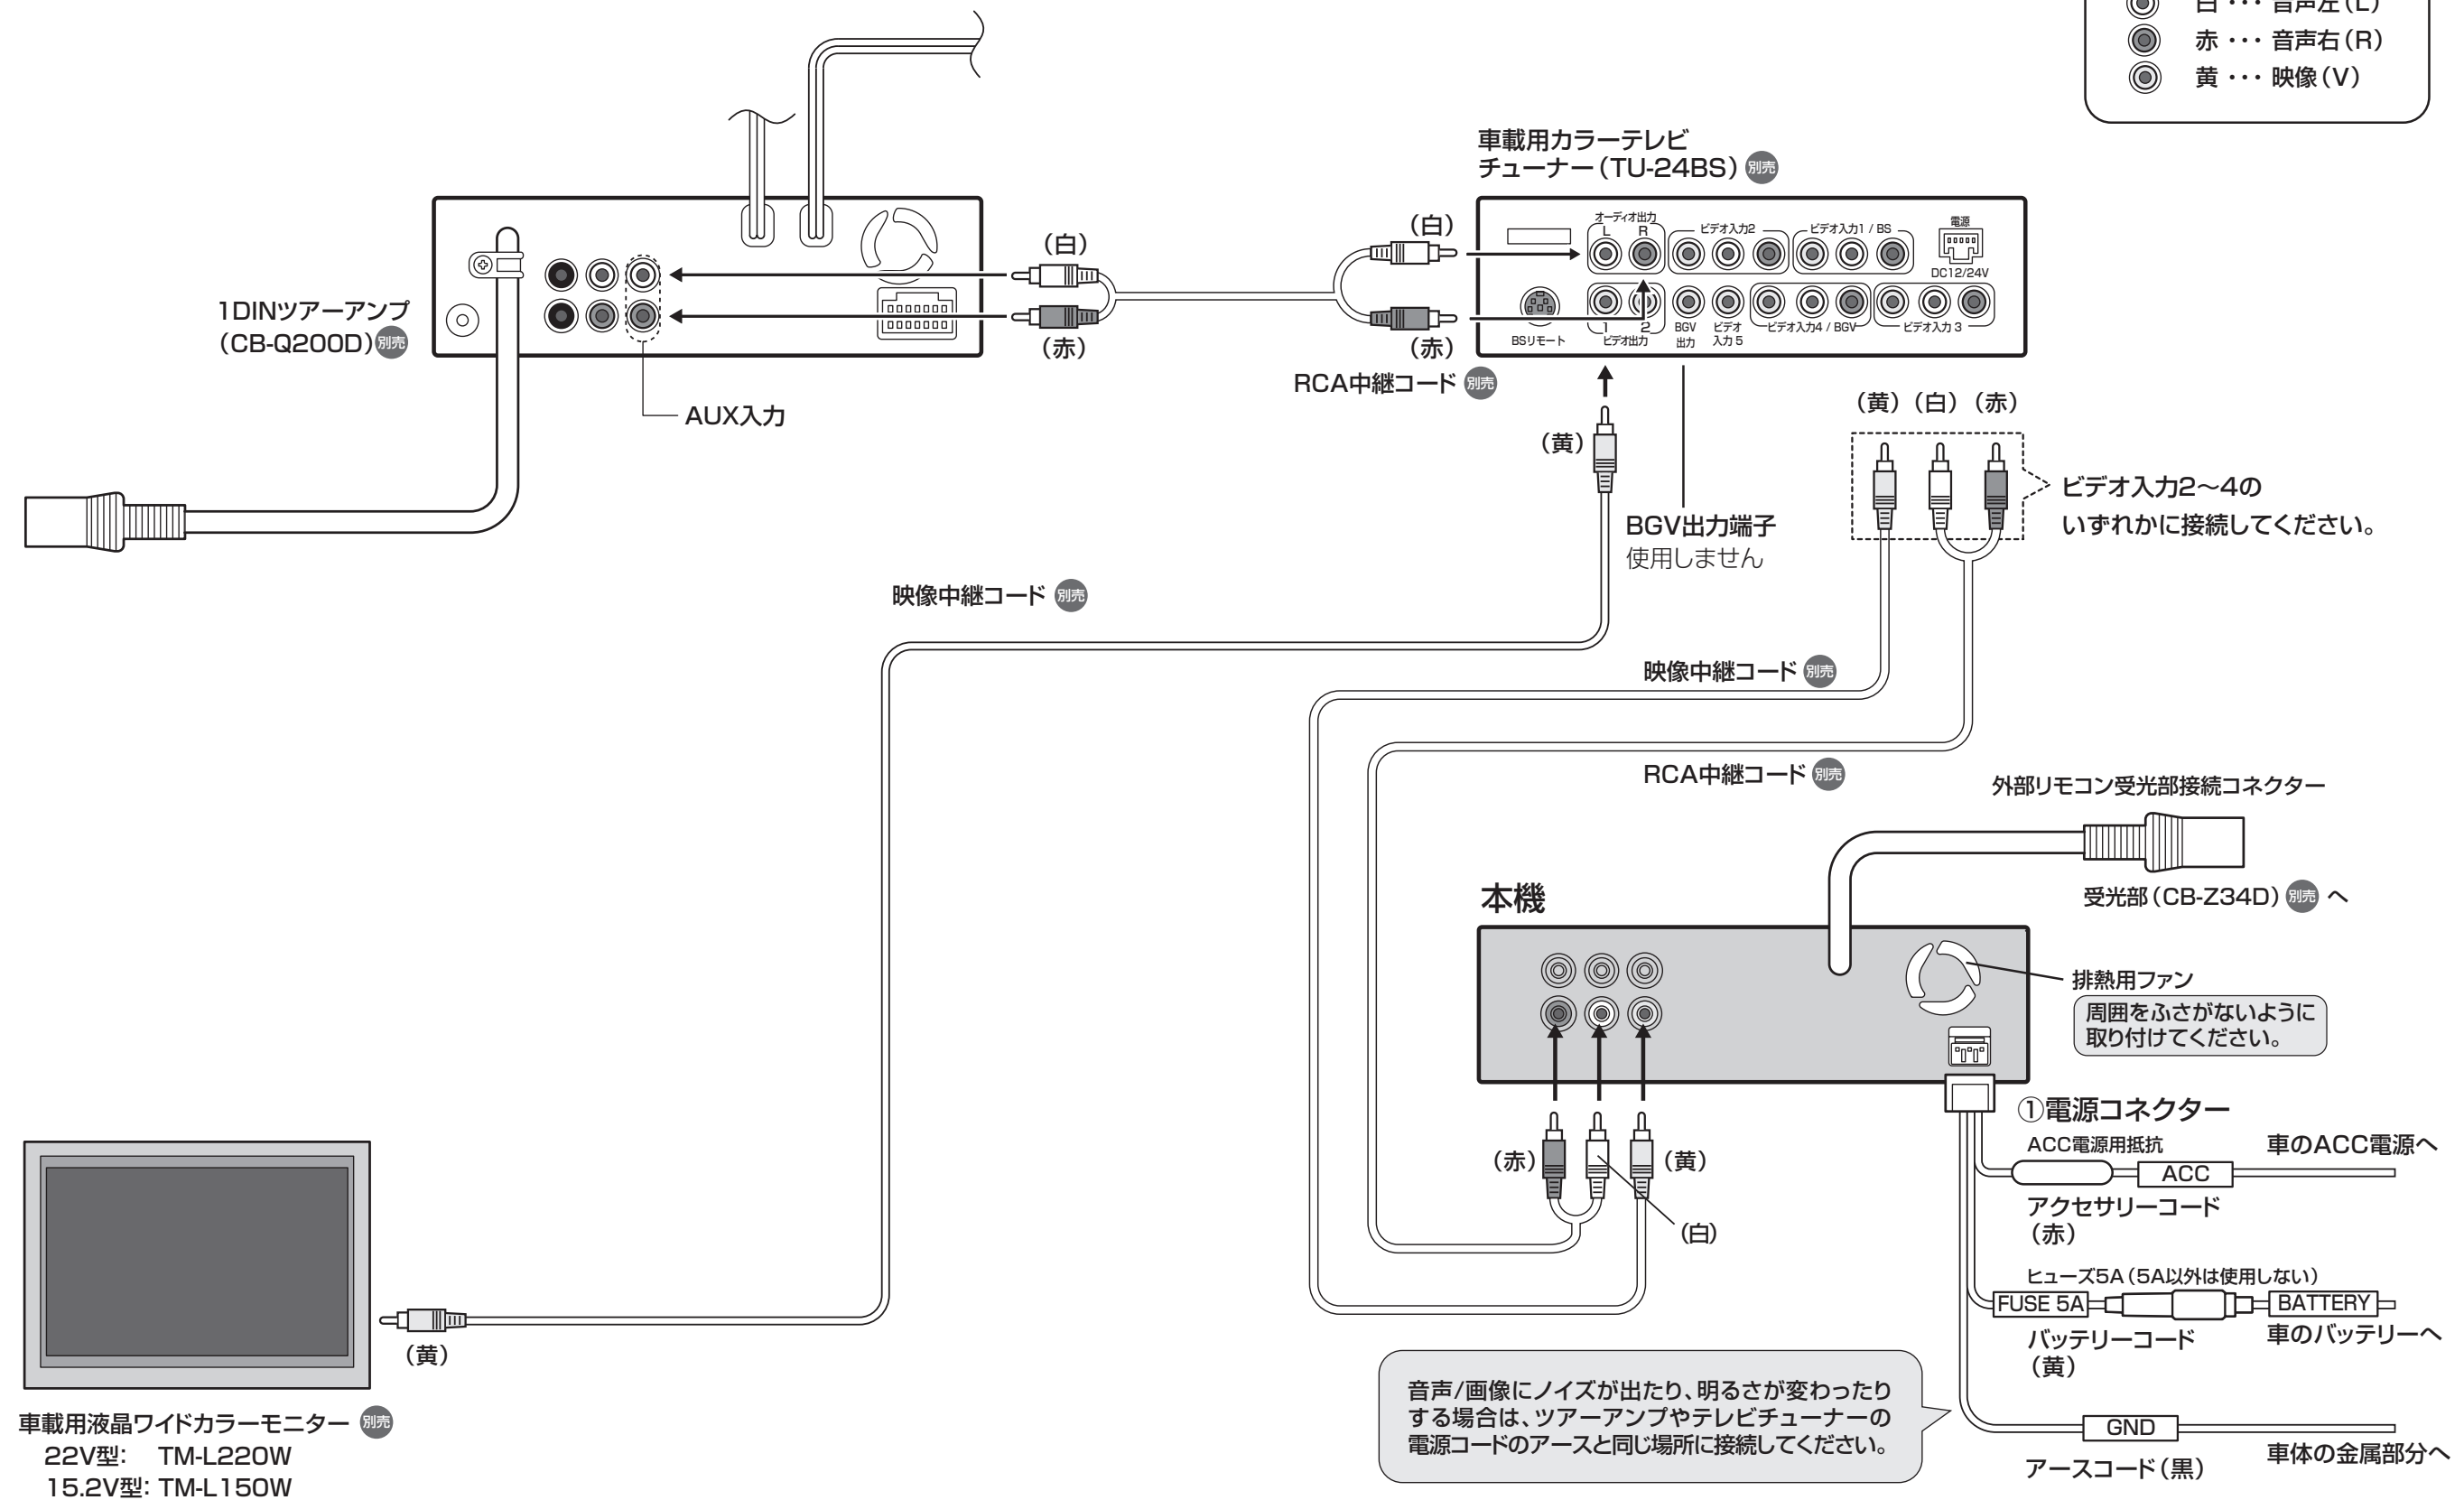 白 ・・・ 音声左(L)
赤 ・・・ 音声右(R)
黄 ・・・ 映像(V)
車載用カラーテレビ
チューナー(TU-24BS) 別売
オーディオ出力
L R
ビデオ入力2
ビデオ入力1 / BS
電源
DC12/24V
BSリモート
1 2
ビデオ出力
BGV
出力
ビデオ
入力 5
ビデオ入力4 / BGV
ビデオ入力 3
1DINツアーアンプ
(CB-Q200D) 別売
AUX入力
(白)
(赤)
(白)
(赤)
RCA中継コード 別売
(黄)
BGV出力端子
使用しません
(黄) (白) (赤)
ビデオ入力2〜4の
いずれかに接続してください。
映像中継コード 別売
映像中継コード 別売
RCA中継コード 別売
外部リモコン受光部接続コネクター
受光部(CB-Z34D) 別売 へ
本機
排熱用ファン
周囲をふさがないように
取り付けてください。
①電源コネクター
ACC電源用抵抗
車のACC電源へ
ACC
アクセサリーコード
(赤)
ヒューズ5A(5A以外は使用しない)
FUSE 5A
BATTERY
バッテリーコード
(黄)
車のバッテリーへ
GND
アースコード(黒)
車体の金属部分へ
(赤)
(黄)
(白)
音声/画像にノイズが出たり、明るさが変わったり
する場合は、ツアーアンプやテレビチューナーの
電源コードのアースと同じ場所に接続してください。
(黄)
車載用液晶ワイドカラーモニター 別売
22V型: TM-L220W
15.2V型: TM-L150W